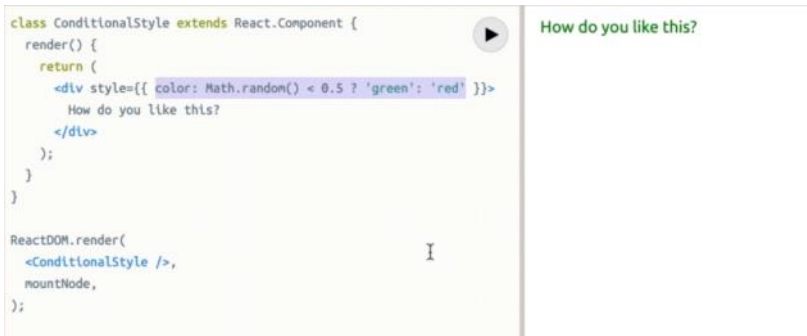 class ConditionalStyle extends React.Component {
render() {
return (
<div style={{ color: Math.random() < 0.5 ? 'green': 'red' }}>
How do you like this?
</div>
);
}
}
ReactDOM.render(
<ConditionalStyle />,
mountNode,
);
How do you like this?